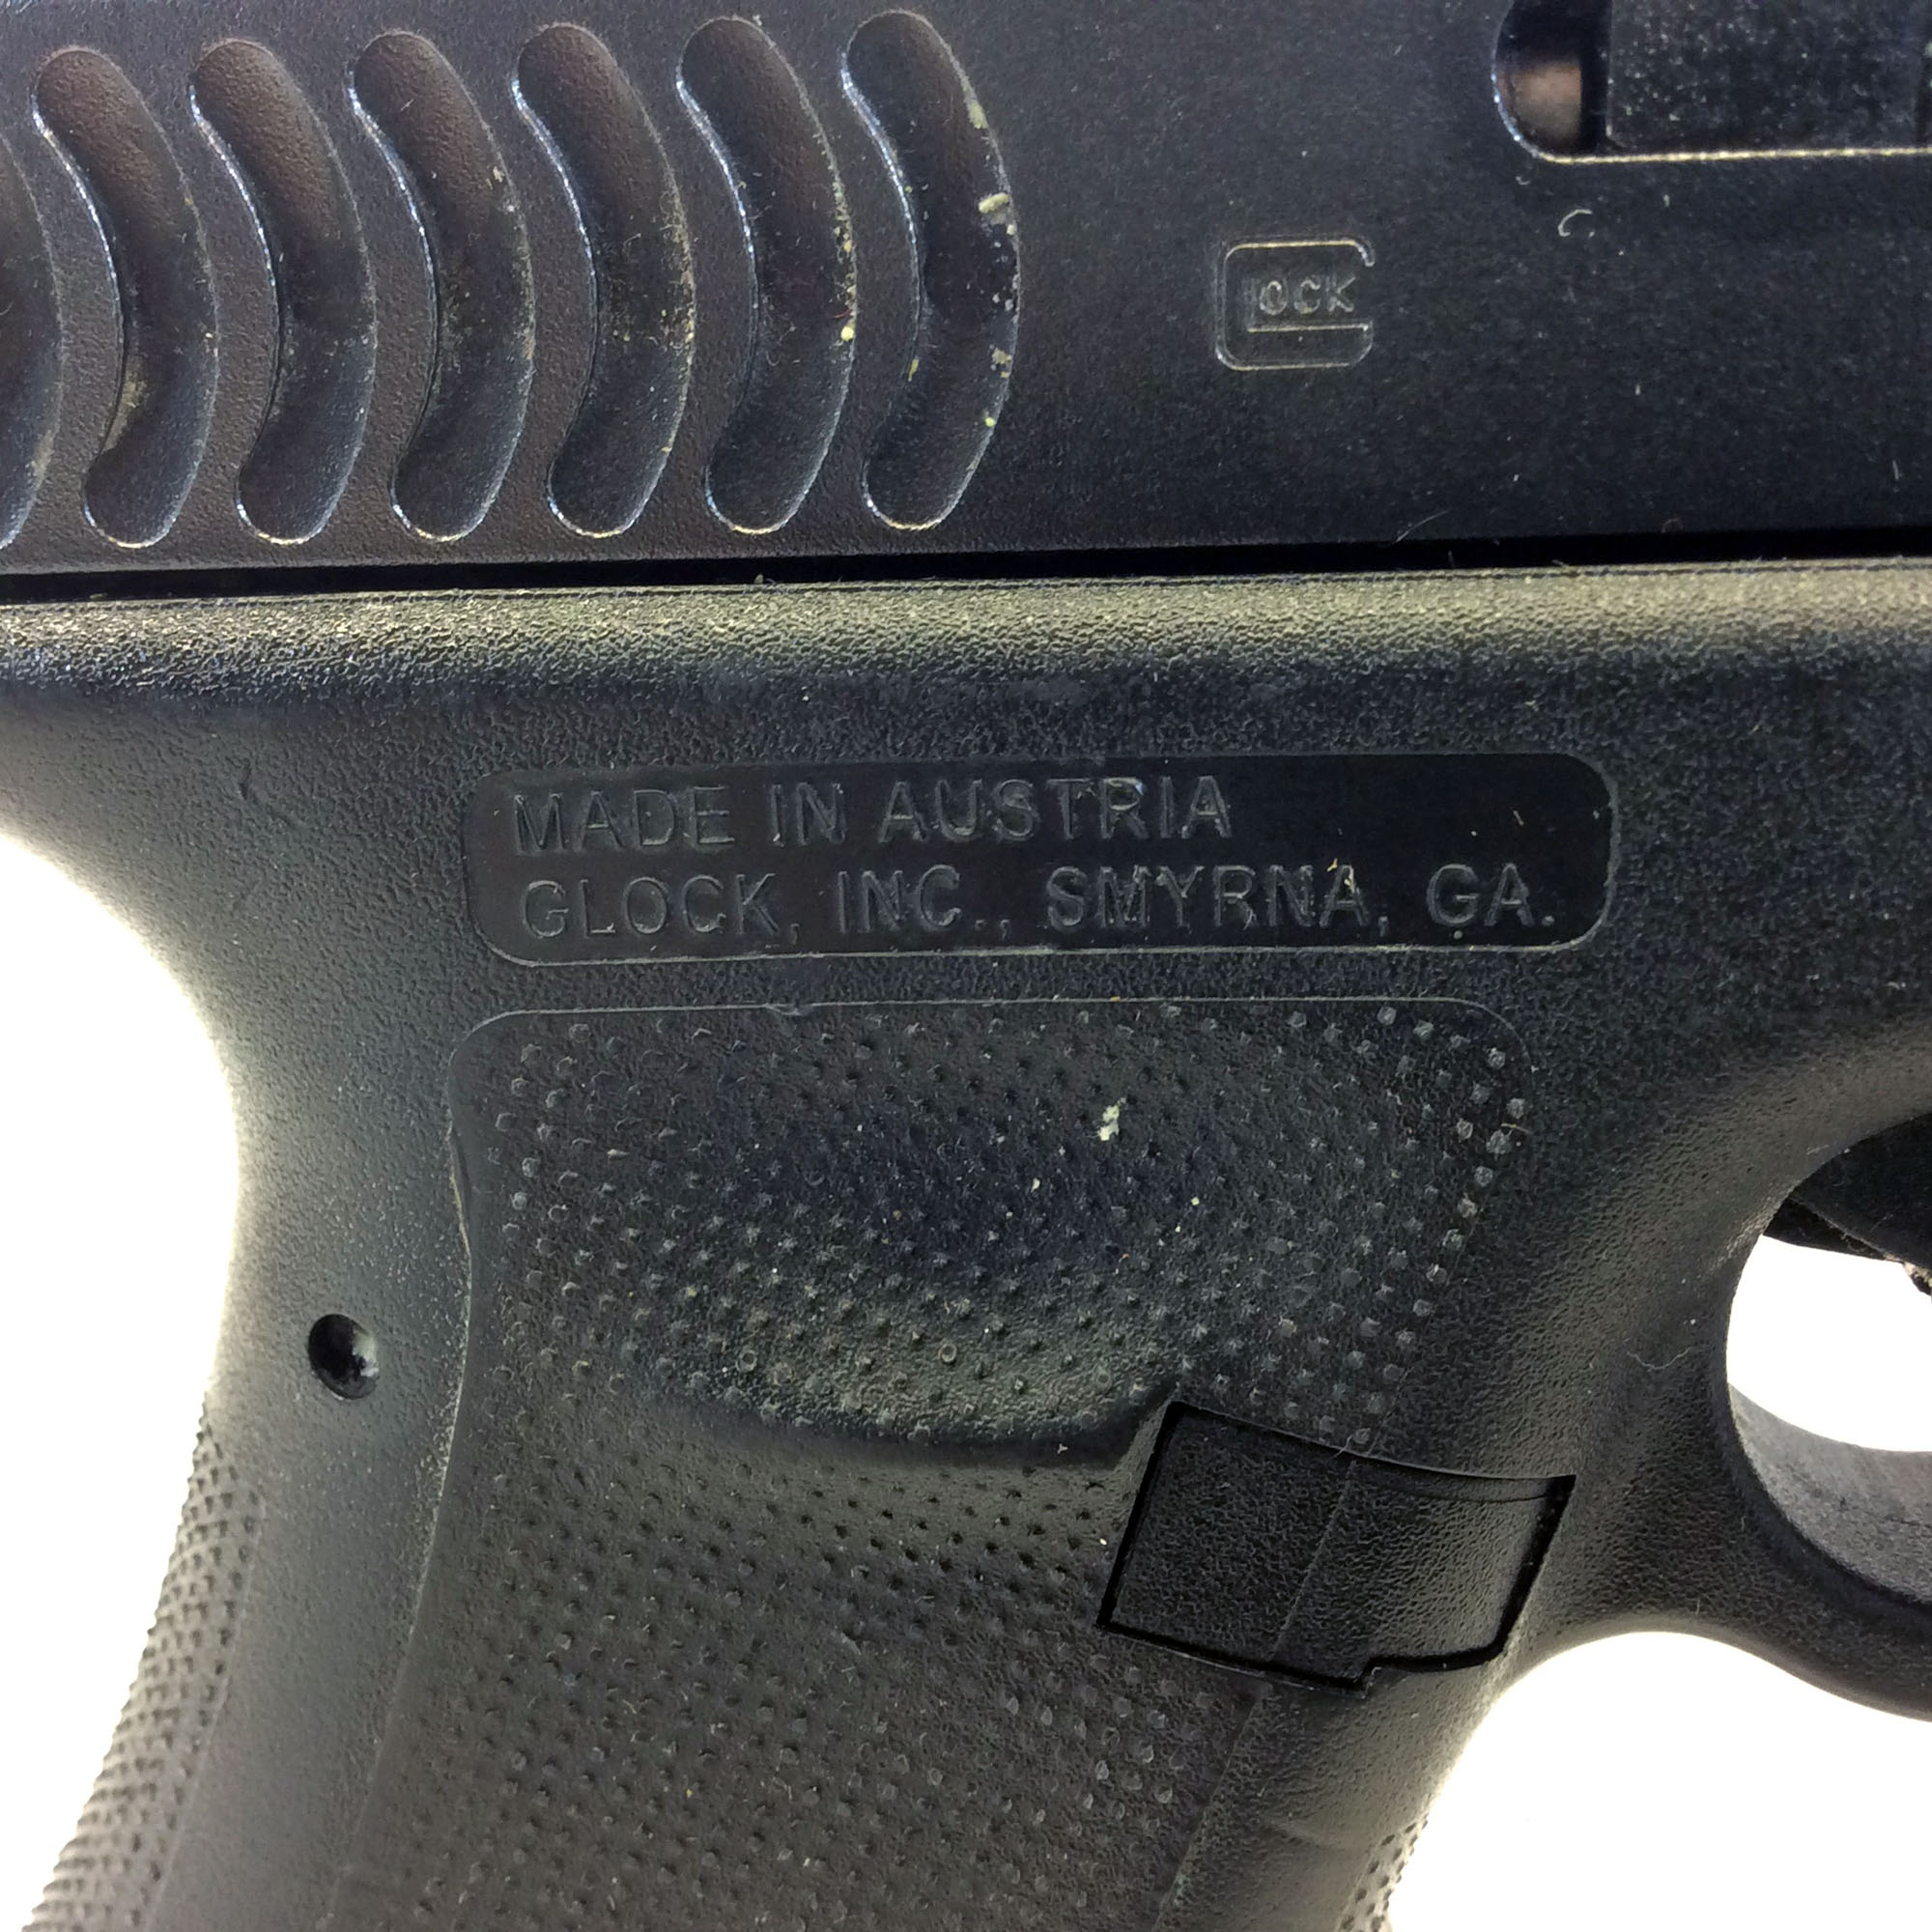 GLOCK
MADE IN AUSTRIA
GLOCK, INC., SMYRNA, GA.